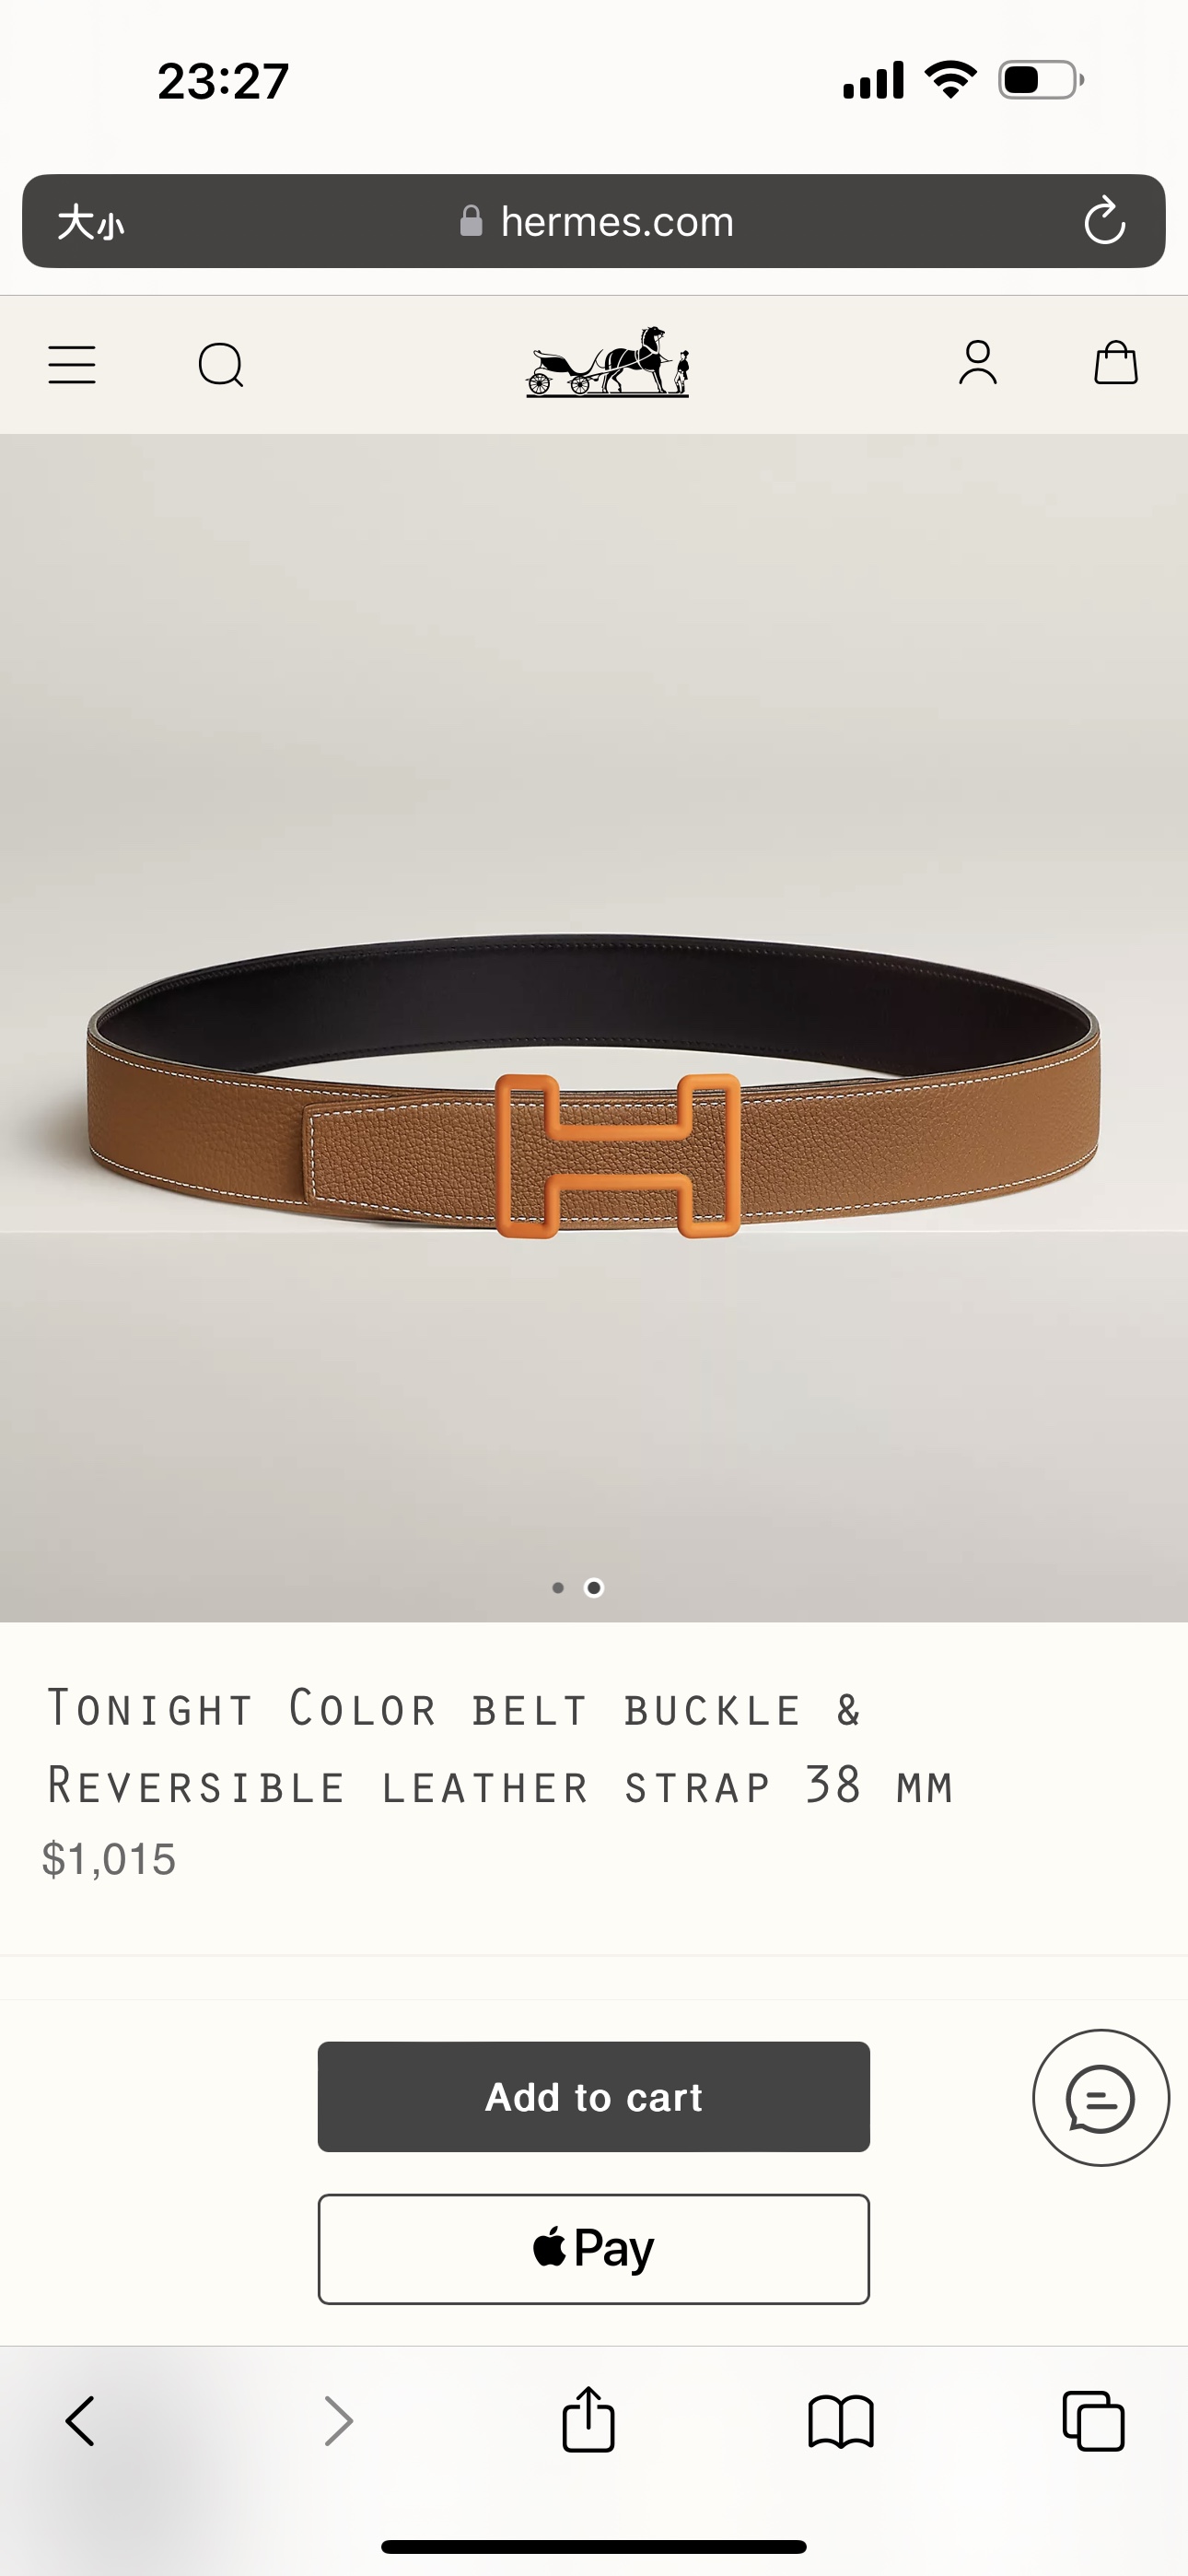 23:27
大小 hermes.com
Tonight Color belt buckle &
Reversible leather strap 38 mm
$1,015
Add to cart
Pay